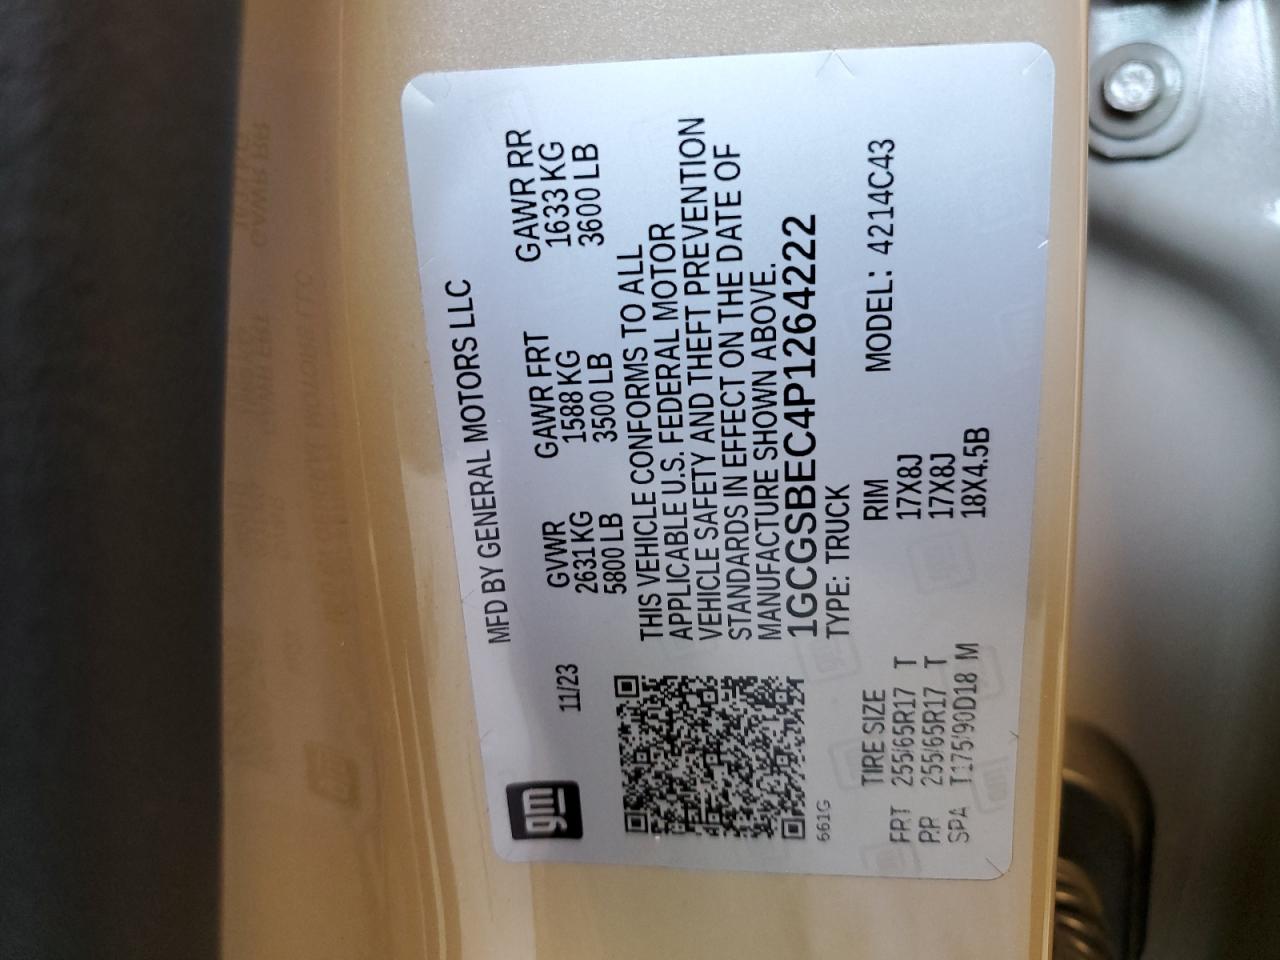 gm
11/23
MFD BY GENERAL MOTORS LLC
GVWR GAWR FRT GAWR RR
2631 KG 1588 KG 1633 KG
5800 LB 3500 LB 3600 LB
THIS VEHICLE CONFORMS TO ALL
APPLICABLE U.S. FEDERAL MOTOR
VEHICLE SAFETY AND THEFT PREVENTION
STANDARDS IN EFFECT ON THE DATE OF
MANUFACTURE SHOWN ABOVE.
1GCGSBEC4P1264222
661G
TYPE: TRUCK
MODEL: 4214C43
TIRE SIZE RIM
FRT 255/65R17 T 17X8J
RR 255/65R17 T 17X8J
SPA T175/90D18 M 18X4.5B